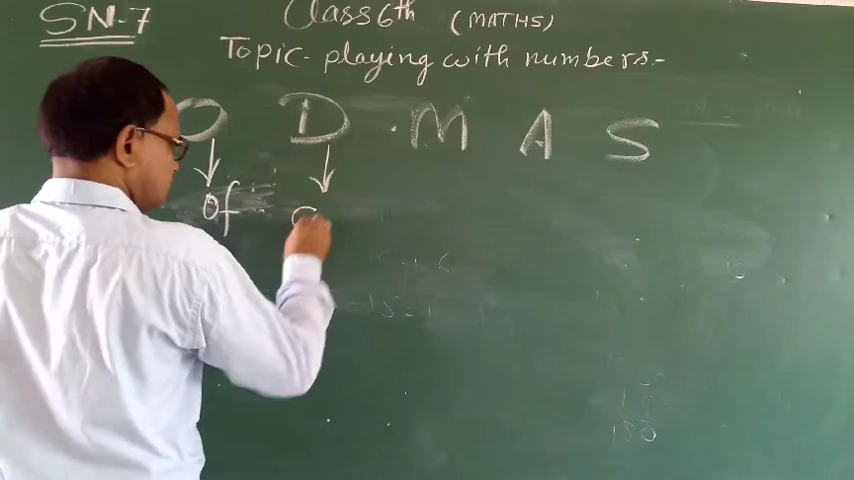 SN-7
Class 6th (MATHS)
Topic:- playing with numbers.-
O D M A S
of